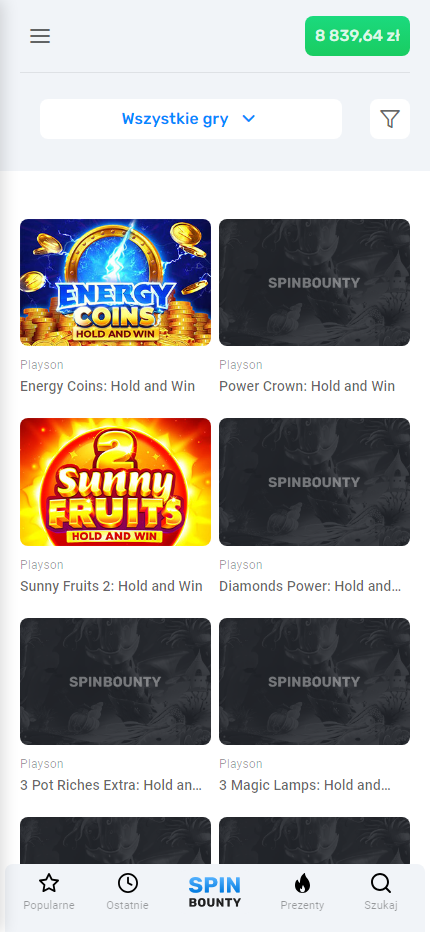 8 839,64 zł
Wszystkie gry
ENERGY
COINS
HOLD AND WIN
SPINBOUNTY
Playson
Playson
Energy Coins: Hold and Win
Power Crown: Hold and Win
2
Sunny
FRUITS
HOLD AND WIN
SPINBOUNTY
Playson
Playson
Sunny Fruits 2: Hold and Win
Diamonds Power: Hold and...
SPINBOUNTY
SPINBOUNTY
Playson
Playson
3 Pot Riches Extra: Hold an...
3 Magic Lamps: Hold and...
Popularne
Ostatnie
SPIN
BOUNTY
Prezenty
Szukaj